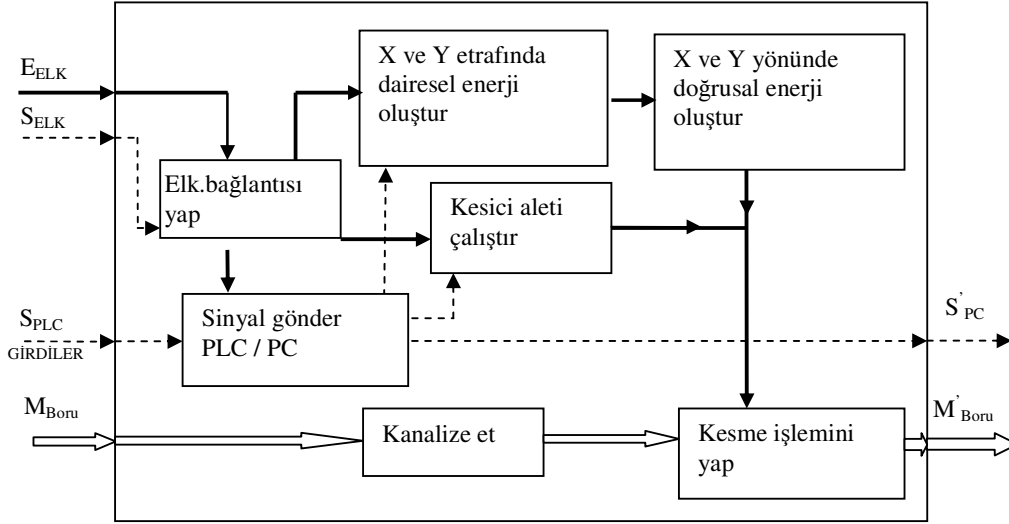 E_ELK
S_ELK
X ve Y etrafında
dairesel enerji
oluştur
X ve Y yönünde
doğrusal enerji
oluştur
Elk.bağlantısı
yap
Kesici aleti
çalıştır
S_PLC
GİRDİLER
Sinyal gönder
PLC / PC
S'_PC
M_Boru
Kanalize et
Kesme işlemini
yap
M'_Boru